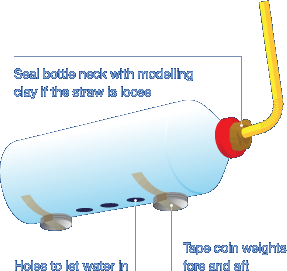 Seal bottle neck with modelling
clay if the straw is loose
Holes to let water in
Tape coin weights
fore and aft